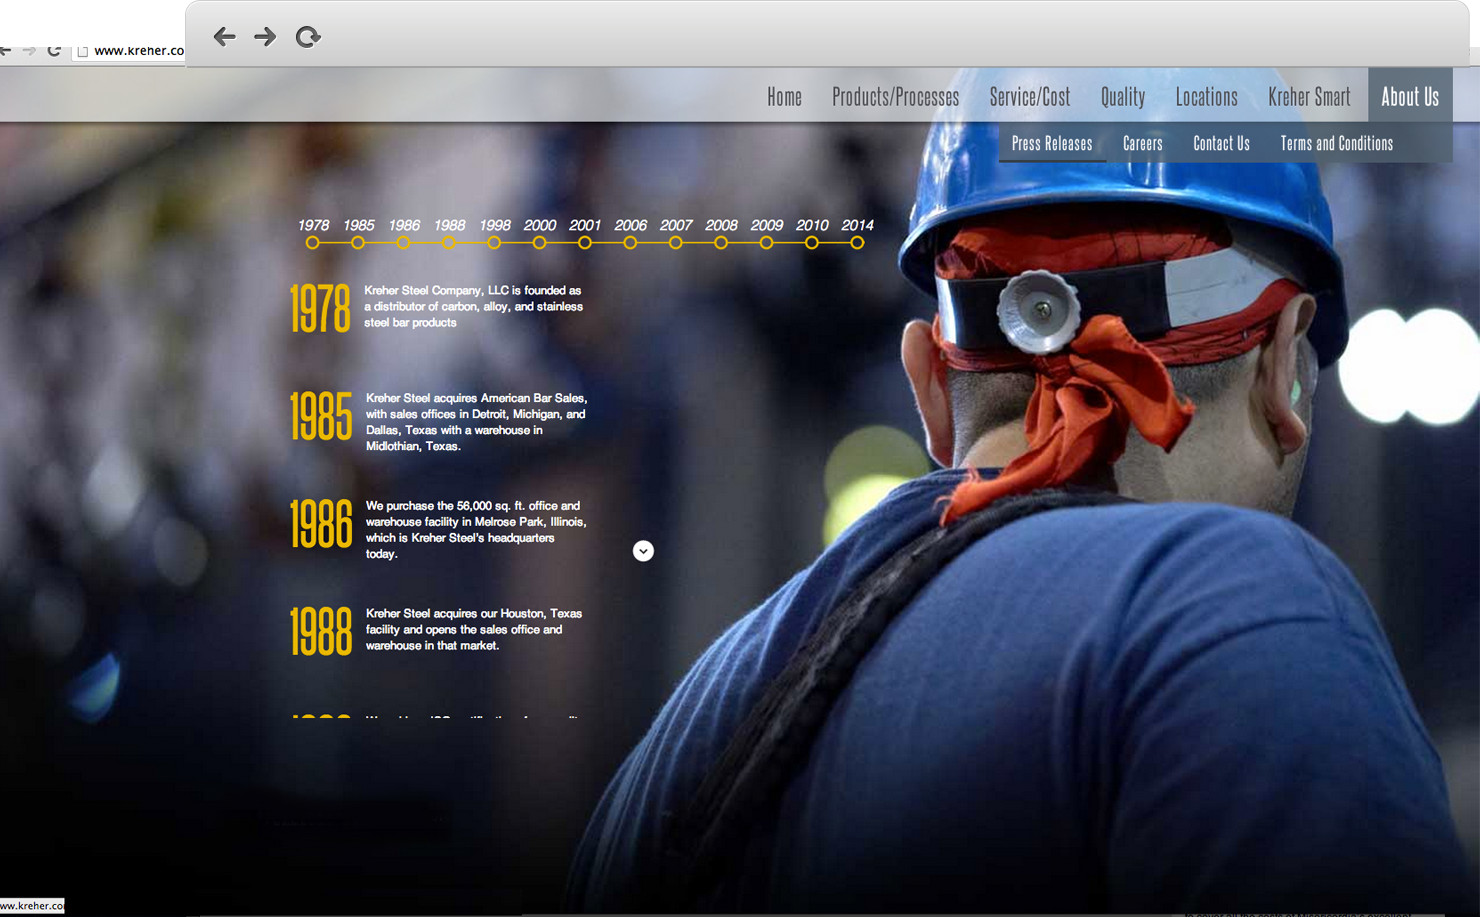 www.kreher.co
Home Products/Processes Service/Cost Quality Locations Kreher Smart About Us
Press Releases Careers Contact Us Terms and Conditions
1978 1985 1986 1988 1998 2000 2001 2006 2007 2008 2009 2010 2014
1978
Kreher Steel Company, LLC is founded as
a distributor of carbon, alloy, and stainless
steel bar products
1985
Kreher Steel acquires American Bar Sales,
with sales offices in Detroit, Michigan, and
Dallas, Texas with a warehouse in
Midlothian, Texas.
1986
We purchase the 56,000 sq. ft. office and
warehouse facility in Melrose Park, Illinois,
which is Kreher Steel's headquarters
today.
1988
Kreher Steel acquires our Houston, Texas
facility and opens the sales office and
warehouse in that market.
ww.kreher.co